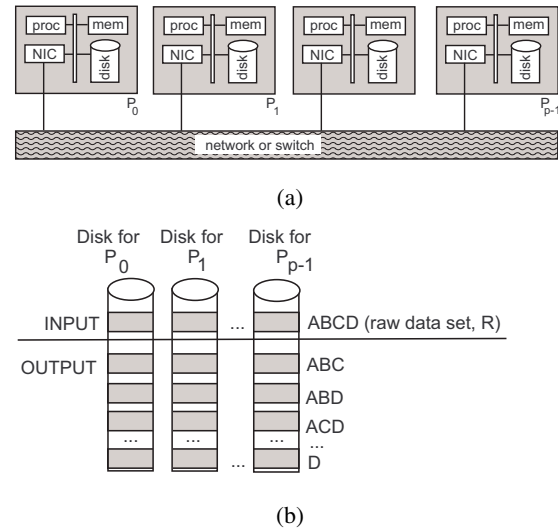 proc mem proc mem proc mem proc mem
NIC disk NIC disk NIC disk NIC disk
P0 P1 Pp-1
network or switch
(a)
Disk for Disk for Disk for
P0 P1 Pp-1
INPUT ... ABCD (raw data set, R)
OUTPUT ABC
ABD
ACD
... ... ... ...
... D
(b)